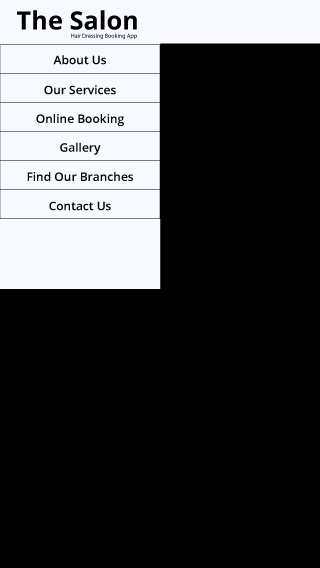 The Salon
Hair Dressing Booking App
About Us
Our Services
Online Booking
Gallery
Find Our Branches
Contact Us